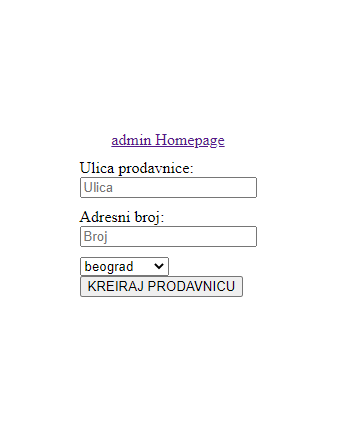 admin Homepage
Ulica prodavnice:
Ulica
Adresni broj:
Broj
beograd
KREIRAJ PRODAVNICU